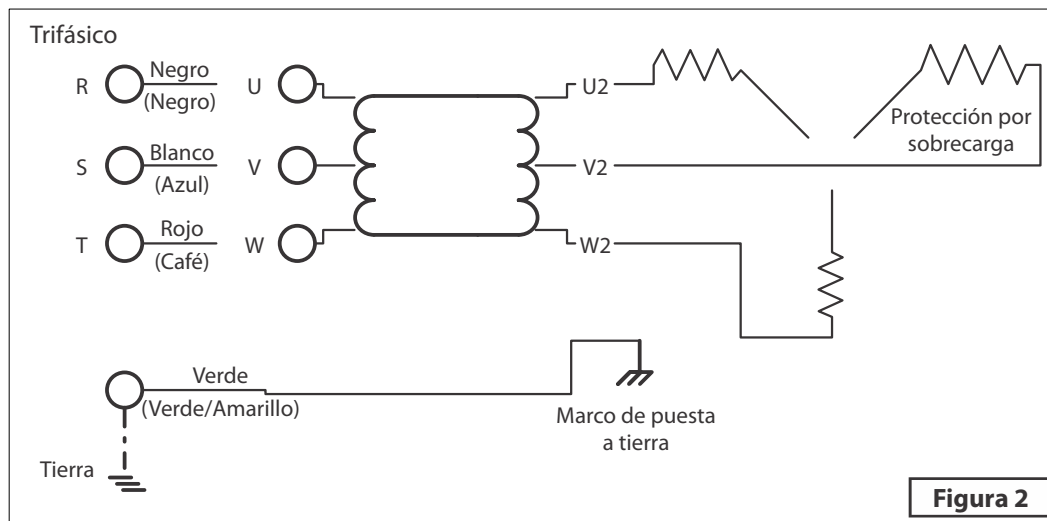 Trifásico
R
Negro
(Negro)
U
U2
Protección por
sobrecarga
S
Blanco
(Azul)
V
V2
T
Rojo
(Café)
W
W2
Verde
(Verde/Amarillo)
Marco de puesta
a tierra
Tierra
Figura 2